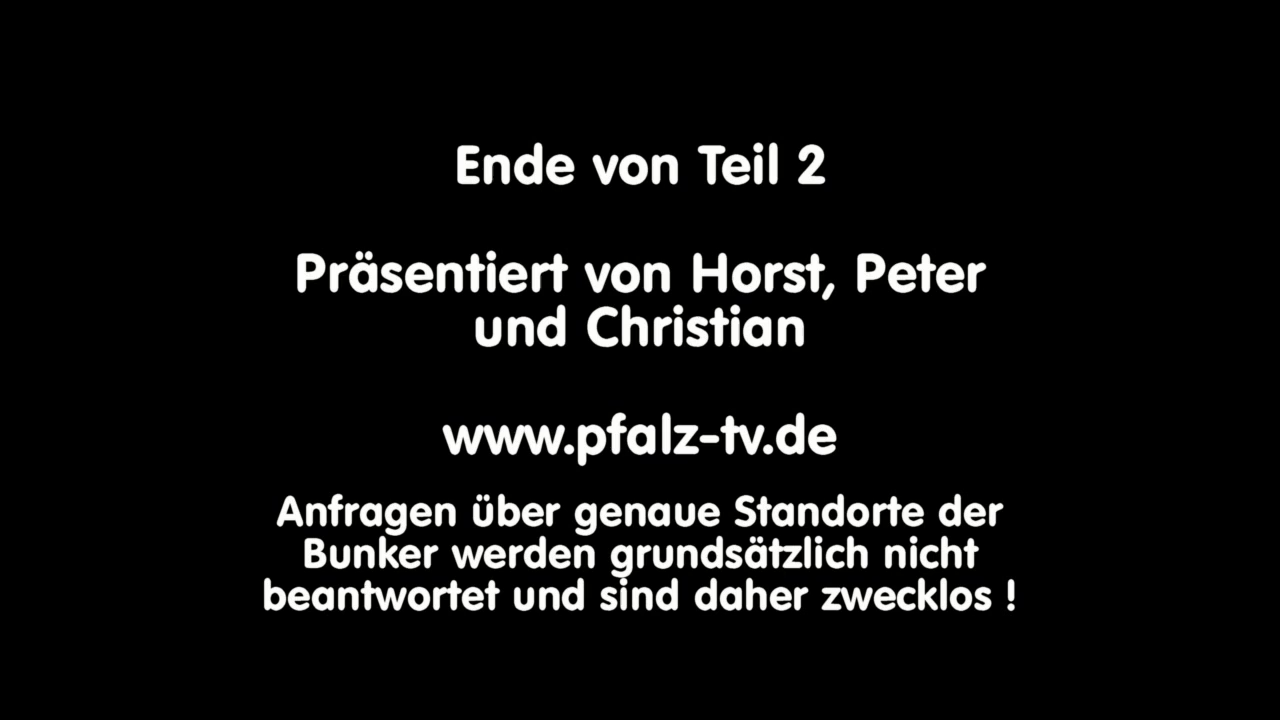 Ende von Teil 2
Präsentiert von Horst, Peter
und Christian
www.pfalz-tv.de
Anfragen über genaue Standorte der
Bunker werden grundsätzlich nicht
beantwortet und sind daher zwecklos !